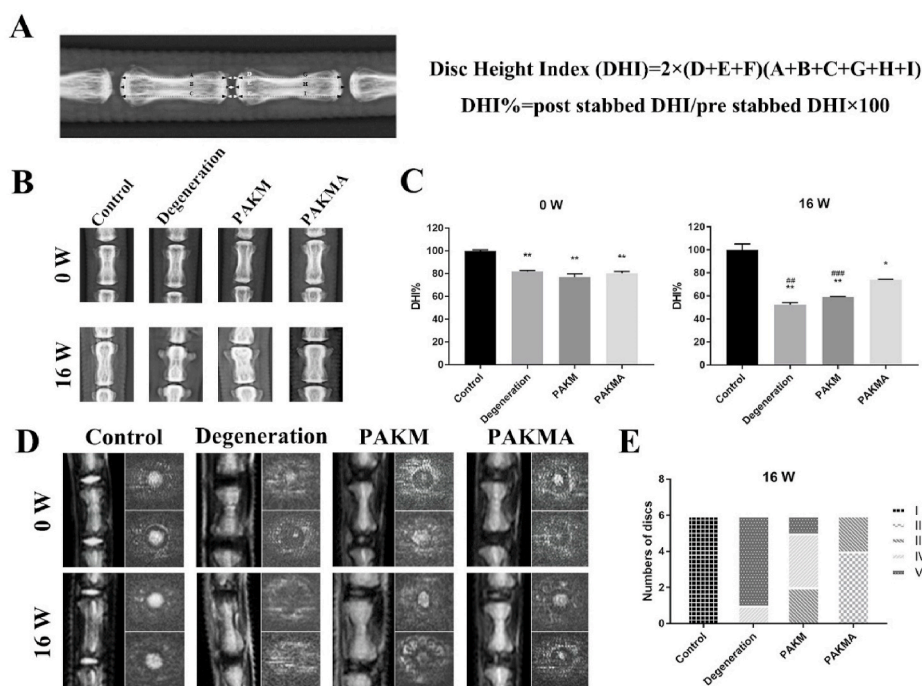 A
A
B
C
D
G
H
I
Disc Height Index (DHI)=2×(D+E+F)(A+B+C+G+H+I)
DHI%=post stabbed DHI/pre stabbed DHI×100
B
Control
Degeneration
PAKM
PAKMA
0 W
16 W
C
0 W
DHI%
120
100
80
60
40
20
0
**
**
**
Control
Degeneration
PAKM
PAKMA
16 W
DHI%
120
100
80
60
40
20
0
##
**
###
**
*
Control
Degeneration
PAKM
PAKMA
D
Control
Degeneration
PAKM
PAKMA
0 W
16 W
E
16 W
Numbers of discs
8
6
4
2
0
Control
Degeneration
PAKM
PAKMA
I
II
II
IV
V